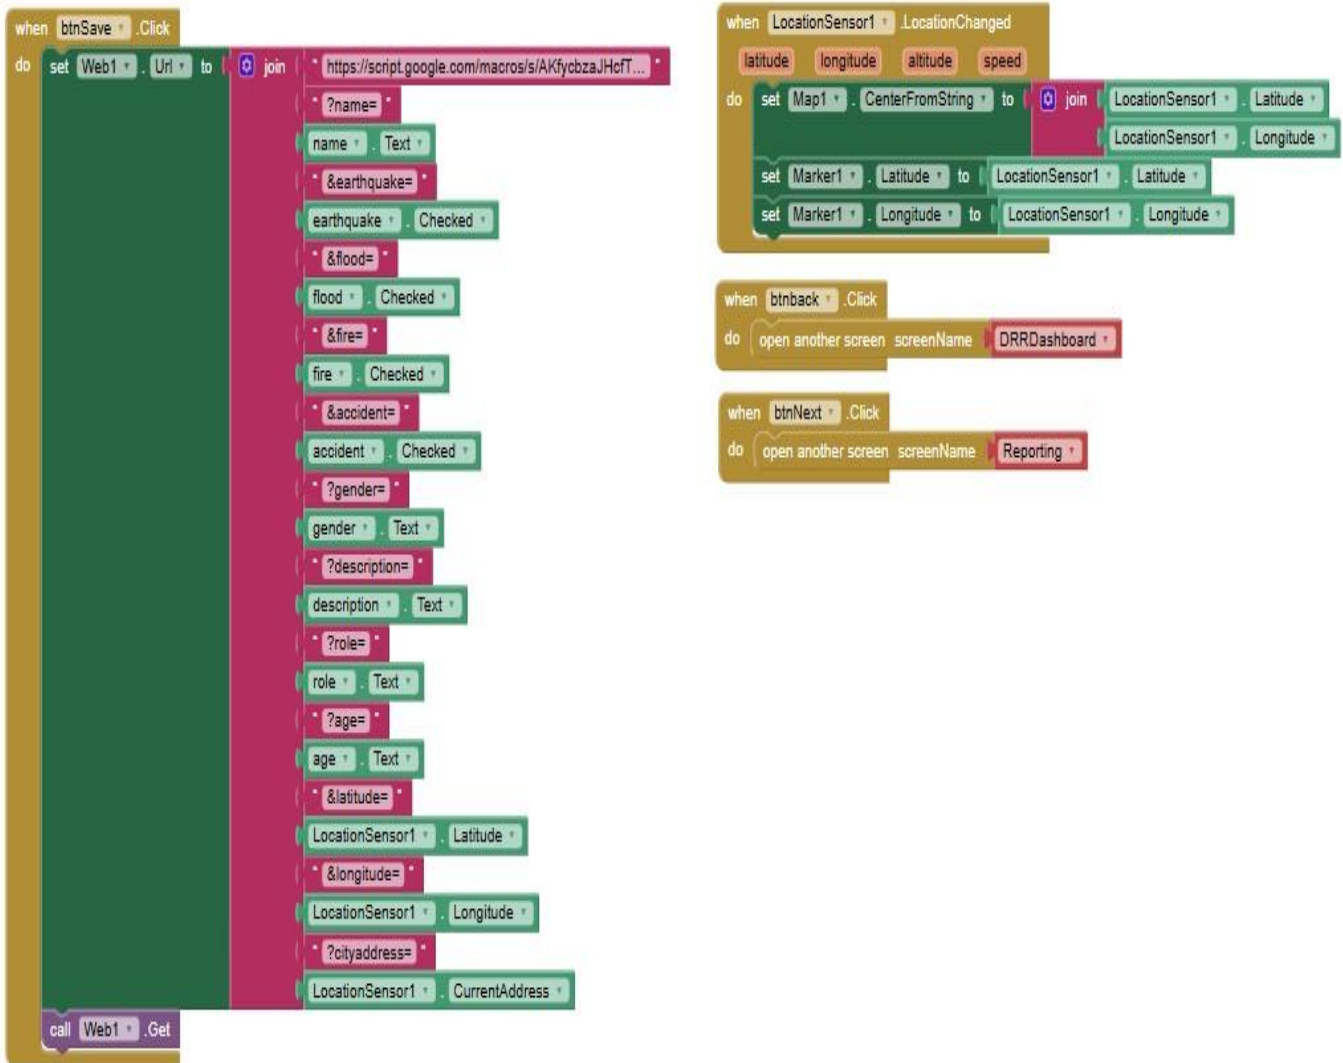 when btnSave .Click
do set Web1 . Url to join " https://script.google.com/macros/s/AKfycbzaJHcfT... "
" ?name= "
name . Text
" &earthquake= "
earthquake . Checked
" &flood= "
flood . Checked
" &fire= "
fire . Checked
" &accident= "
accident . Checked
" ?gender= "
gender . Text
" ?description= "
description . Text
" ?role= "
role . Text
" ?age= "
age . Text
" &latitude= "
LocationSensor1 . Latitude
" &longitude= "
LocationSensor1 . Longitude
" ?cityaddress= "
LocationSensor1 . CurrentAddress
call Web1 .Get
when LocationSensor1 .LocationChanged
latitude longitude altitude speed
do set Map1 . CenterFromString to join LocationSensor1 . Latitude
LocationSensor1 . Longitude
set Marker1 . Latitude to LocationSensor1 . Latitude
set Marker1 . Longitude to LocationSensor1 . Longitude
when btnback .Click
do open another screen screenName DRRDashboard
when btnNext .Click
do open another screen screenName Reporting